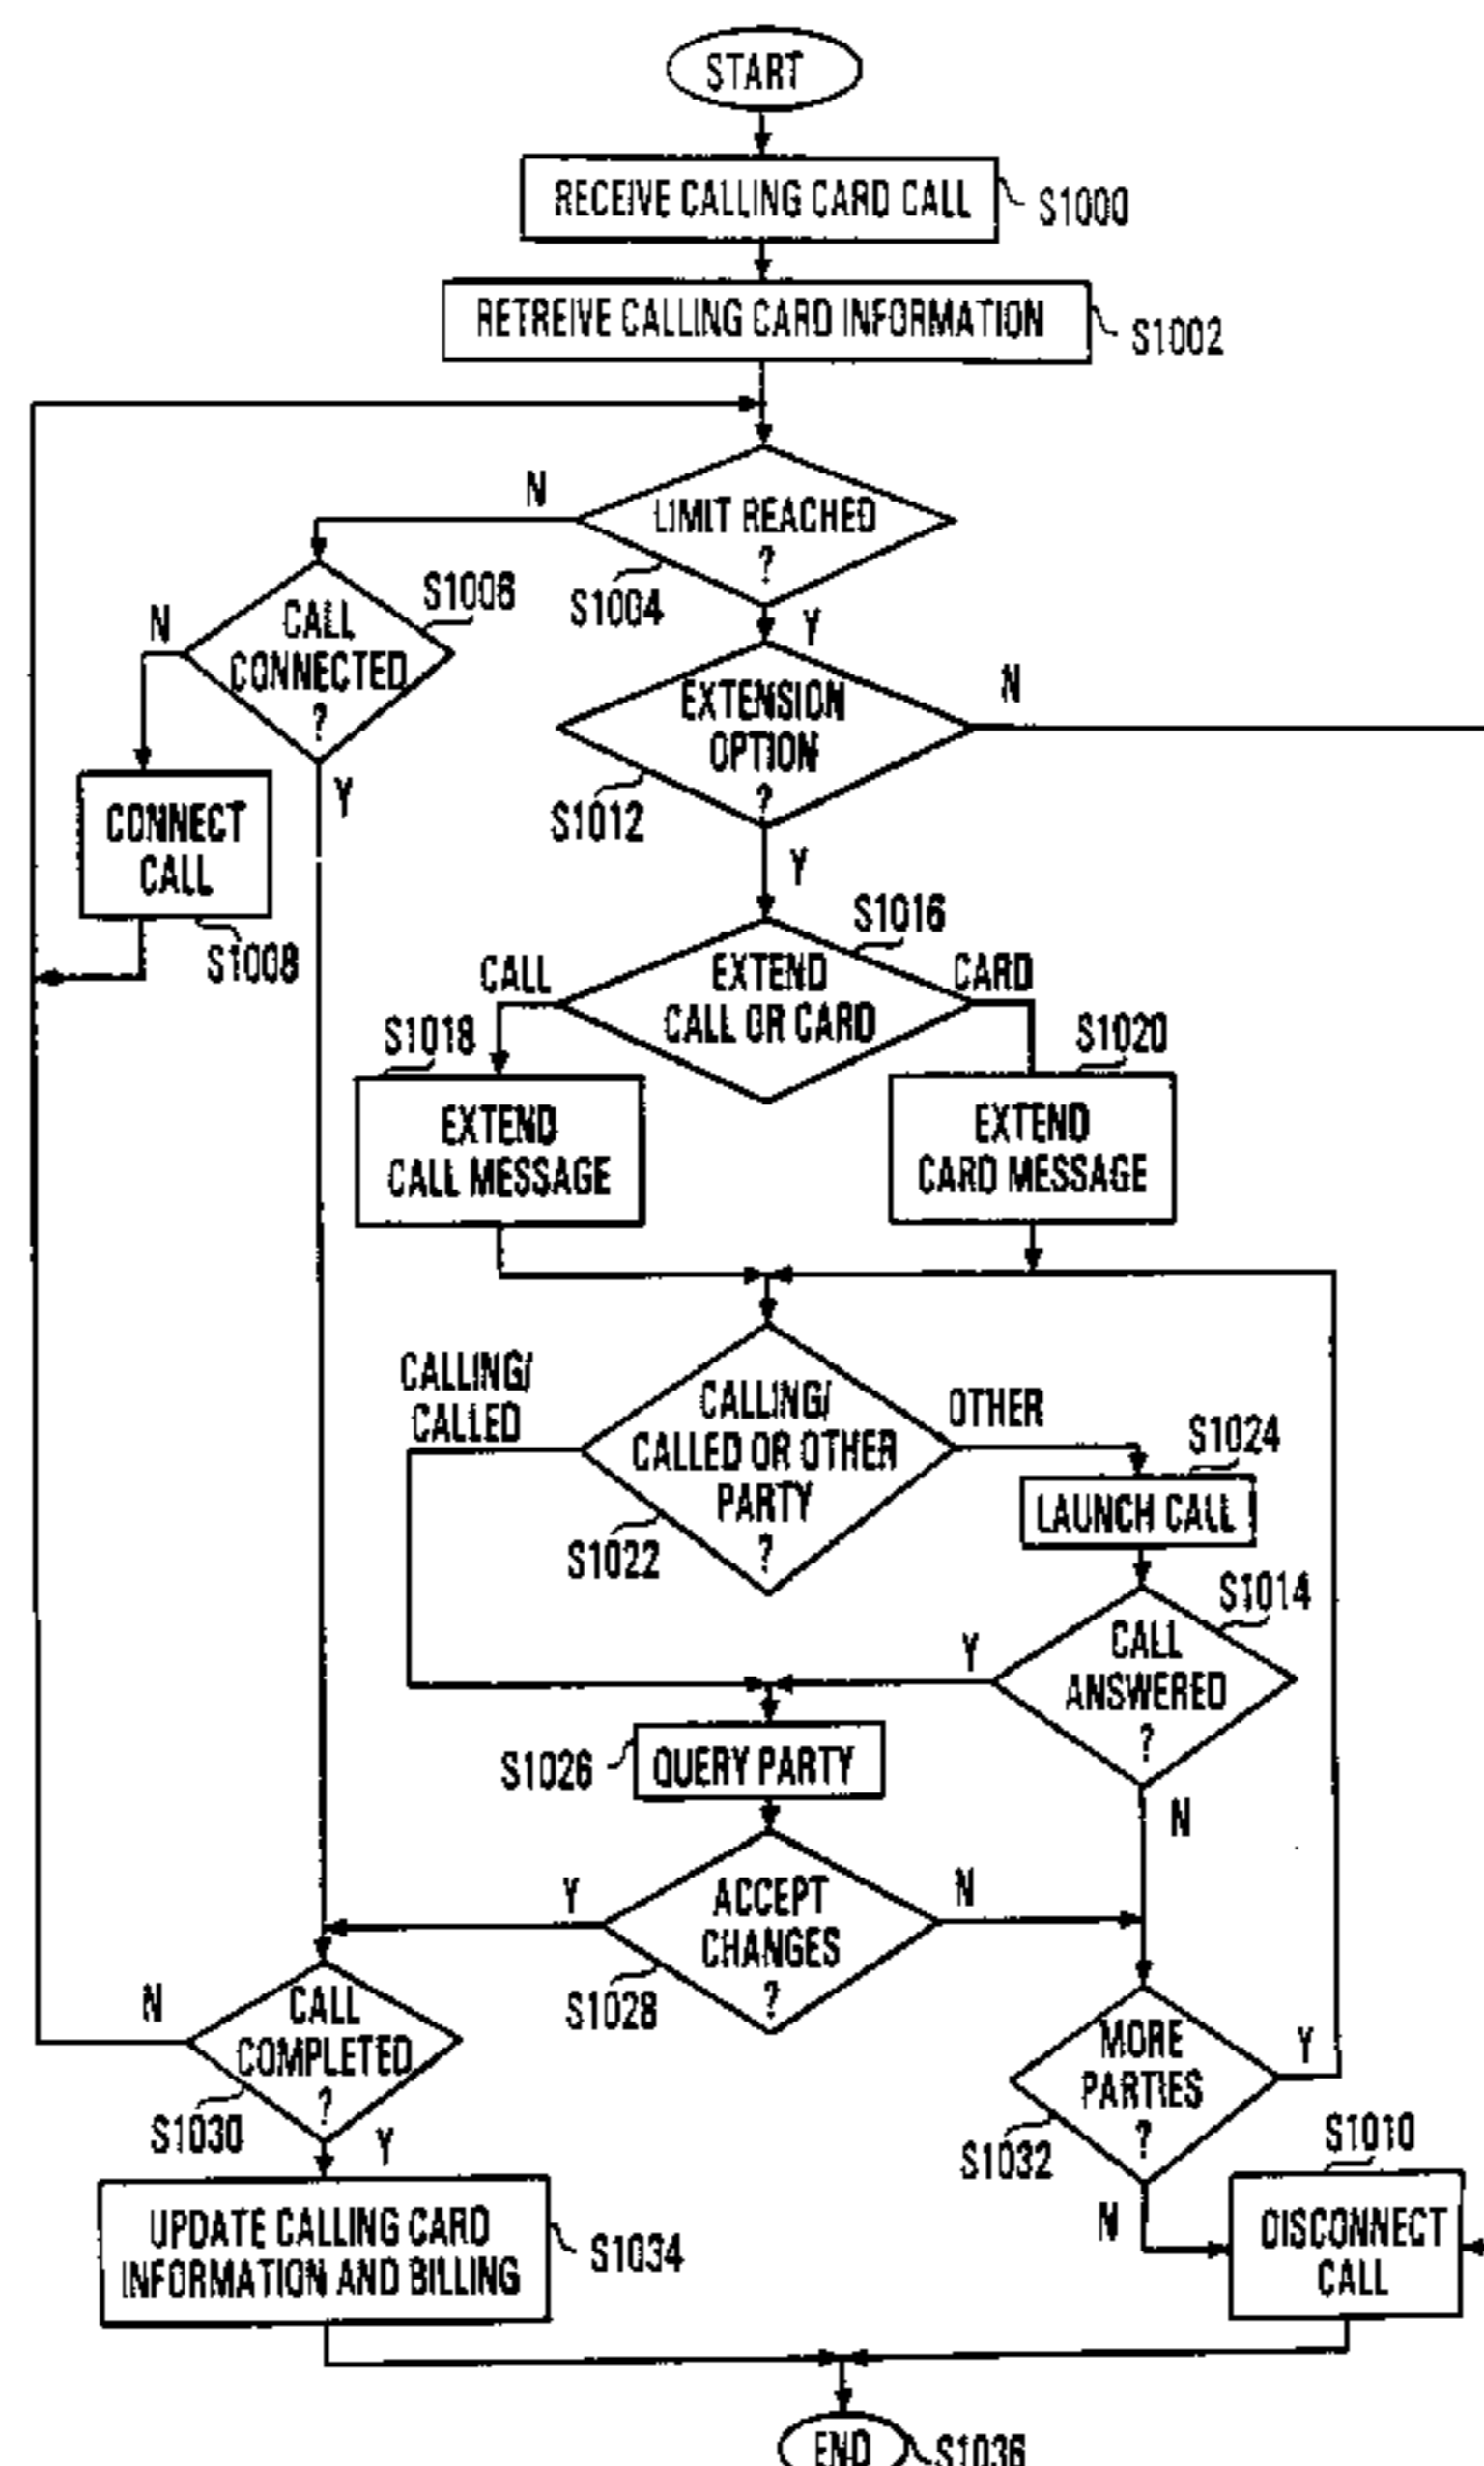 START
RECEIVE CALLING CARD CALL
S1000
RETREIVE CALLING CARD INFORMATION
S1002
N
LIMIT REACHED
?
S1004
Y
S1006
N
CALL
CONNECTED
?
Y
EXTENSION
OPTION
?
N
S1012
Y
CONNECT
CALL
S1008
S1016
CALL
EXTEND
CALL OR CARD
CARD
S1018
S1020
EXTEND
CALL MESSAGE
EXTEND
CARD MESSAGE
CALLING/
CALLED
CALLING/
CALLED OR OTHER
PARTY
?
OTHER
S1022
S1024
LAUNCH CALL
S1014
Y
CALL
ANSWERED
?
N
S1026
QUERY PARTY
Y
ACCEPT
CHANGES
?
N
S1028
N
CALL
COMPLETED
?
S1030
Y
MORE
PARTIES
?
Y
S1032
N
S1010
UPDATE CALLING CARD
INFORMATION AND BILLING
S1034
DISCONNECT
CALL
END
S1036